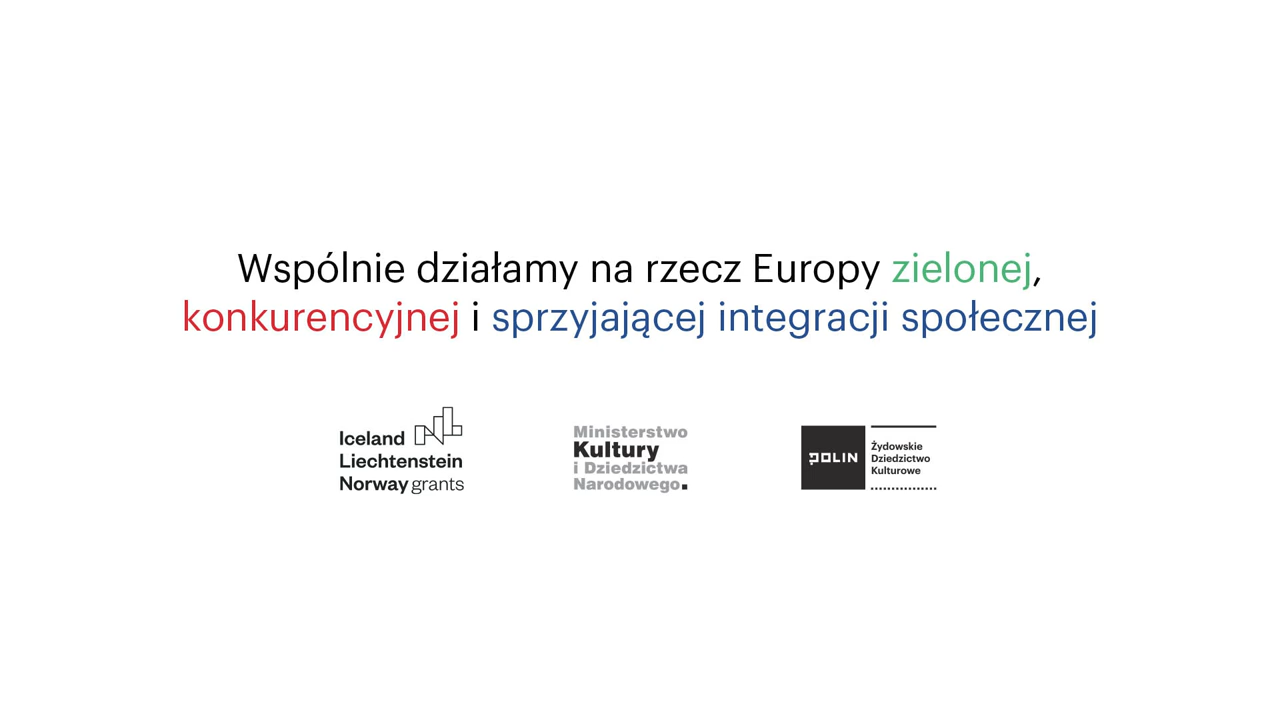 Wspólnie działamy na rzecz Europy zielonej,
konkurencyjnej i sprzyjającej integracji społecznej
Iceland
Liechtenstein
Norway grants
Ministerstwo
Kultury
i Dziedzictwa
Narodowego.
POLIN
Żydowskie
Dziedzictwo
Kulturowe